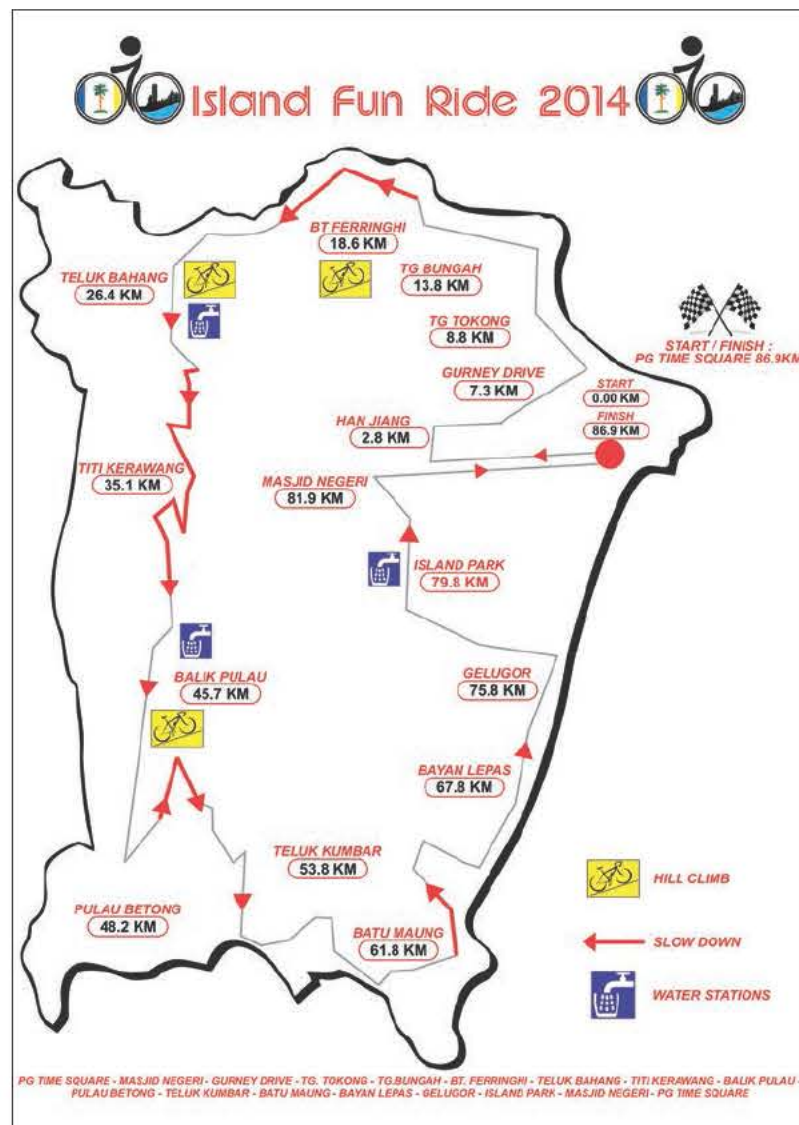 Island Fun Ride 2014
BT FERRINGHI
18.6 KM
TELUK BAHANG
26.4 KM
TG BUNGAH
13.8 KM
TG TOKONG
8.8 KM
START / FINISH :
PG TIME SQUARE 86.9KM
GURNEY DRIVE
7.3 KM
START
0.00 KM
FINISH
86.9 KM
HAN JIANG
2.8 KM
TITI KERAWANG
35.1 KM
MASJID NEGERI
81.9 KM
ISLAND PARK
79.8 KM
BALIK PULAU
45.7 KM
GELUGOR
75.8 KM
BAYAN LEPAS
67.8 KM
TELUK KUMBAR
53.8 KM
PULAU BETONG
48.2 KM
BATU MAUNG
61.8 KM
HILL CLIMB
SLOW DOWN
WATER STATIONS
PG TIME SQUARE - MASJID NEGERI - GURNEY DRIVE - TG. TOKONG - TG.BUNGAH - BT. FERRINGHI - TELUK BAHANG - TITI KERAWANG - BALIK PULAU -
PULAU BETONG - TELUK KUMBAR - BATU MAUNG - BAYAN LEPAS - GELUGOR - ISLAND PARK - MASJID NEGERI - PG TIME SQUARE